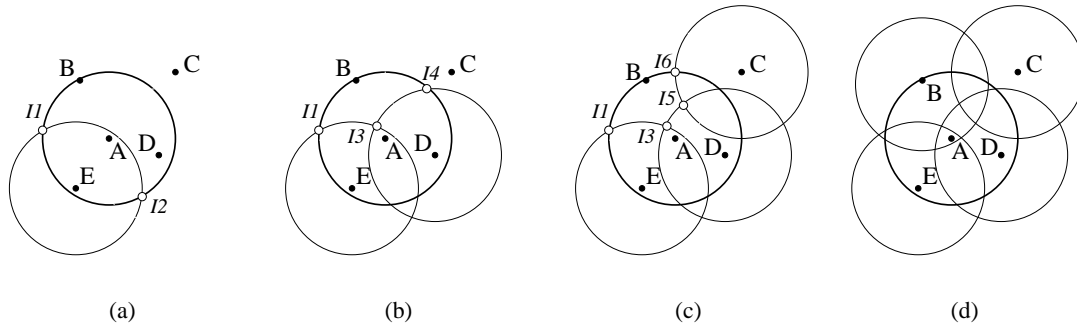 B C I1 A D E I2
B I4 C I1 I3 A D E
I6 C B I5 I1 I3 A D E
C B A D E
(a) (b) (c) (d)